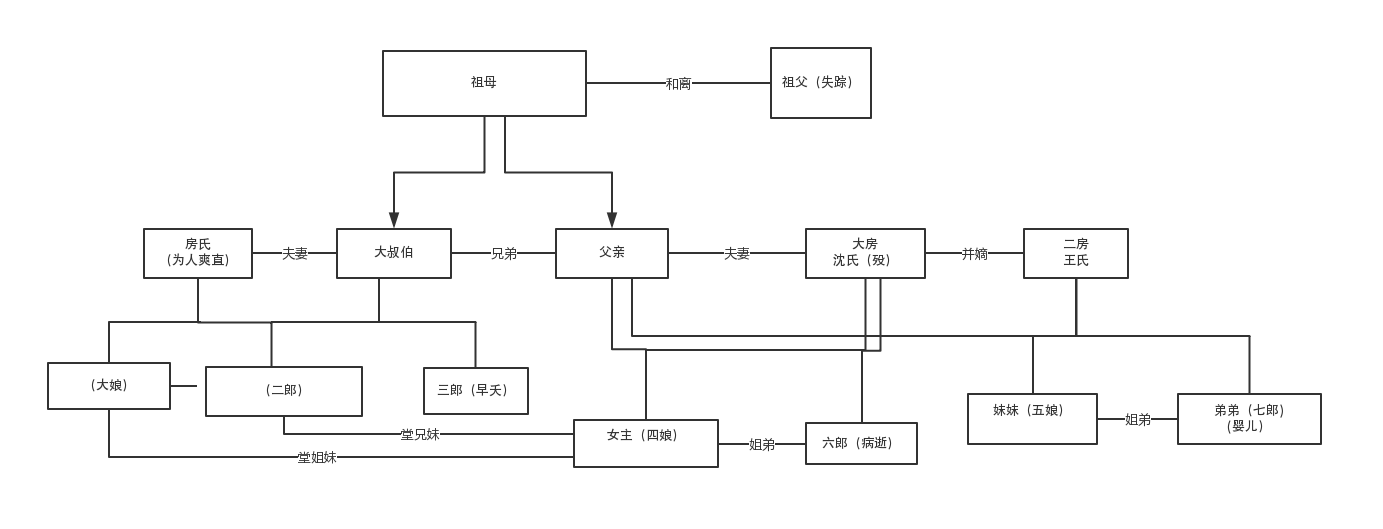 祖母
和离
祖父（失踪）
房氏
（为人爽直）
夫妻
大叔伯
兄弟
父亲
夫妻
大房
沈氏（殁）
并嫡
二房
王氏
（大娘）
（二郎）
三郎（早夭）
堂兄妹
堂姐妹
女主（四娘）
姐弟
六郎（病逝）
妹妹（五娘）
姐弟
弟弟（七郎）
（婴儿）